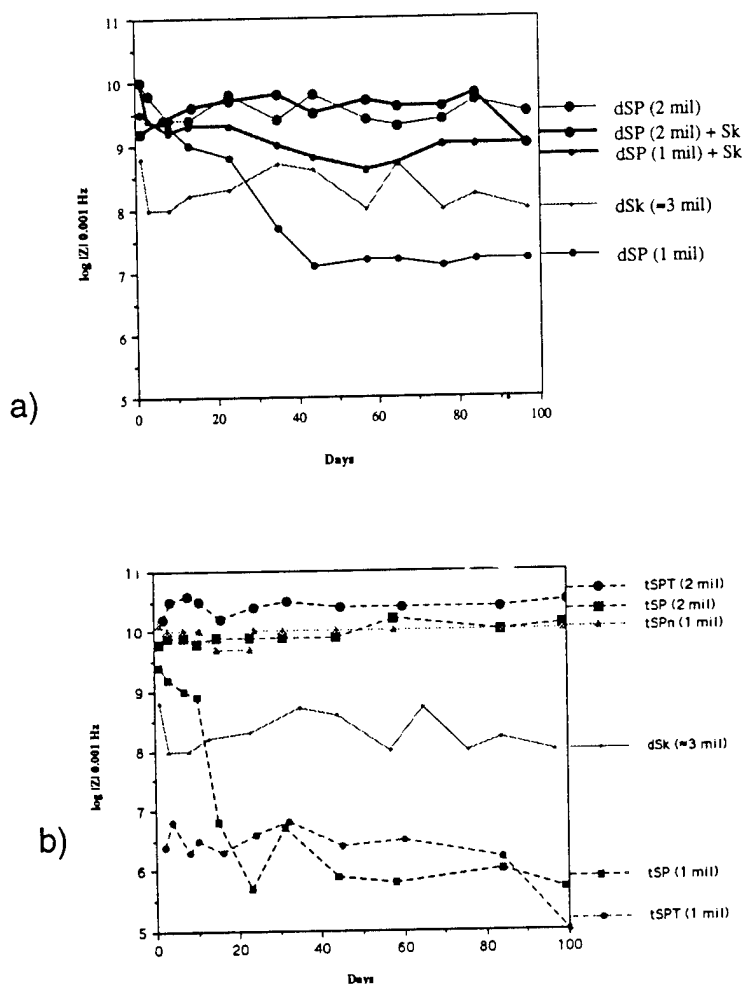 11
10
9
8
7
6
5
0
20
40
60
80
100
log |Z| 0.001 Hz
Days
dSP (2 mil)
dSP (2 mil) + Sk
dSP (1 mil) + Sk
dSk (≈3 mil)
dSP (1 mil)
a)
11
10
9
8
7
6
5
0
20
40
60
80
100
log |Z| 0.001 Hz
Days
tSPT (2 mil)
tSP (2 mil)
tSPn (1 mil)
dSk (≈3 mil)
tSP (1 mil)
tSPT (1 mil)
b)